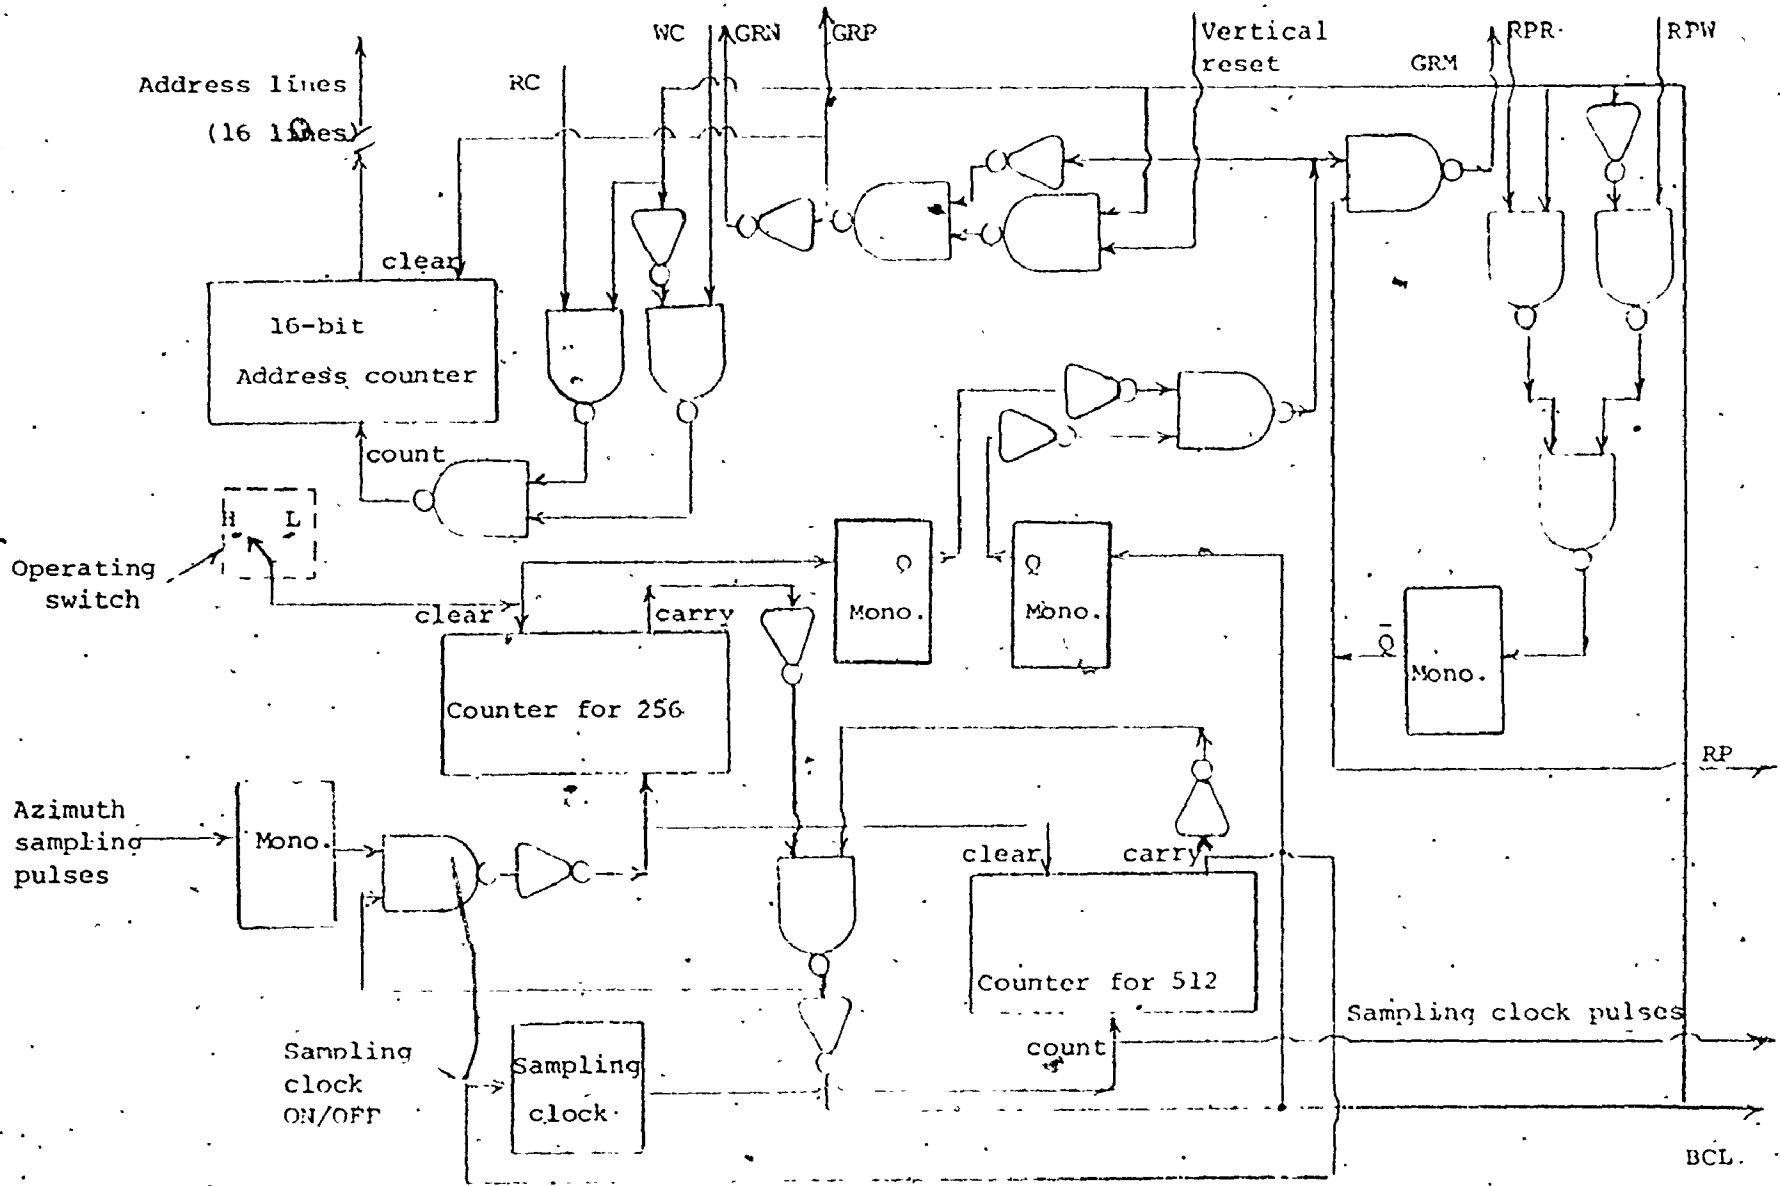 WC
GRN
GRP
Vertical
reset
GRM
RPR
RPW
Address lines
(16 lines)
RC
clear
16-bit
Address counter
count
H L
Operating
switch
clear
carry
Q
Mono.
Q
Mono.
Q
Mono.
Counter for 256
RP
Azimuth
sampling
pulses
Mono.
clear
carry
Counter for 512
Sampling clock pulses
count
Sampling
clock
ON/OFF
Sampling
clock
BCL.